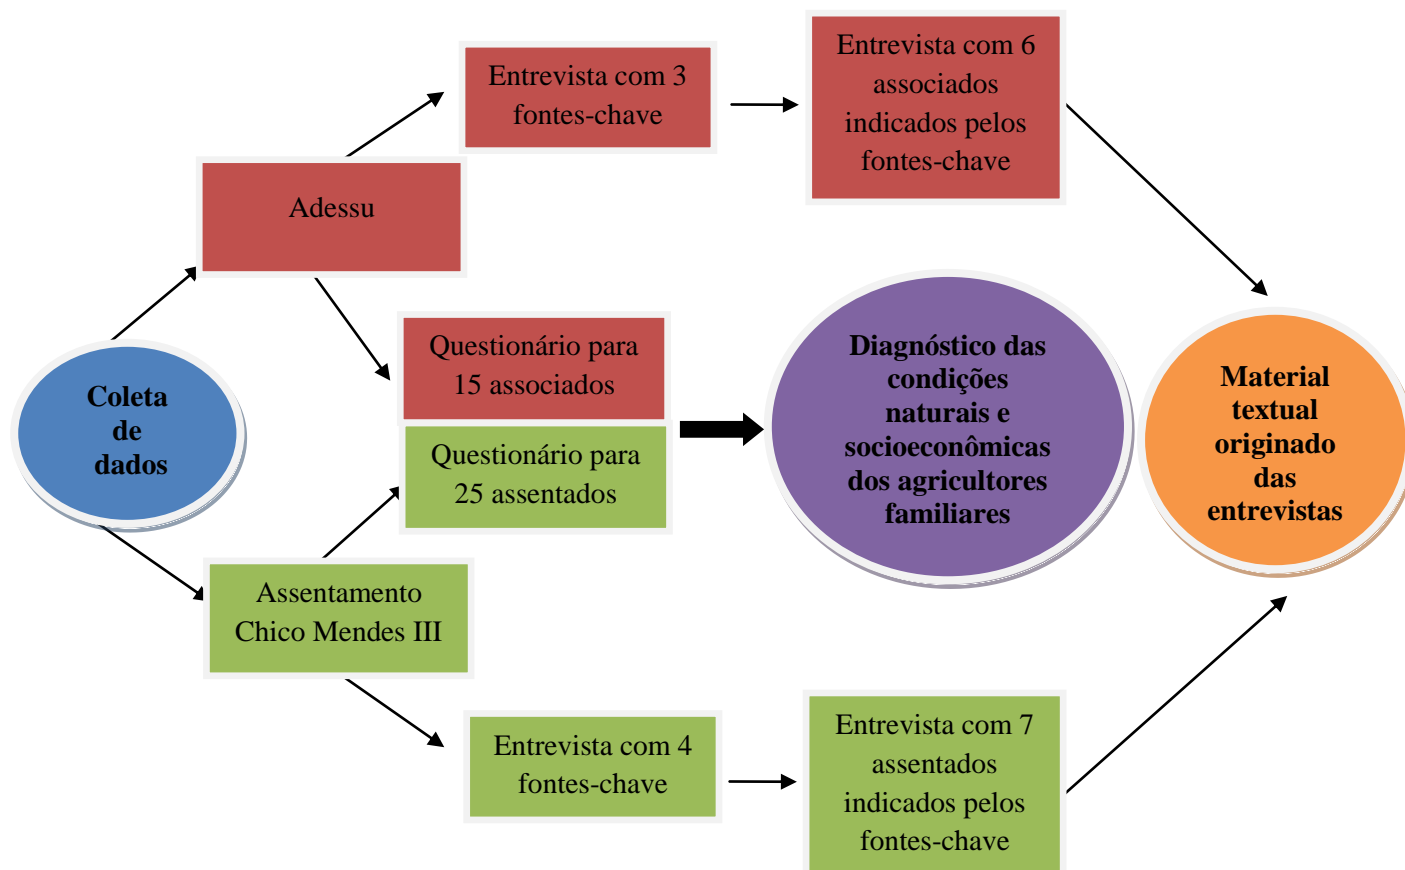 Entrevista com 3
fontes-chave
Entrevista com 6
associados
indicados pelos
fontes-chave
Adessu
Coleta
de
dados
Questionário para
15 associados
Questionário para
25 assentados
Diagnóstico das
condições
naturais e
socioeconômicas
dos agricultores
familiares
Material
textual
originado
das
entrevistas
Assentamento
Chico Mendes III
Entrevista com 4
fontes-chave
Entrevista com 7
assentados
indicados pelos
fontes-chave